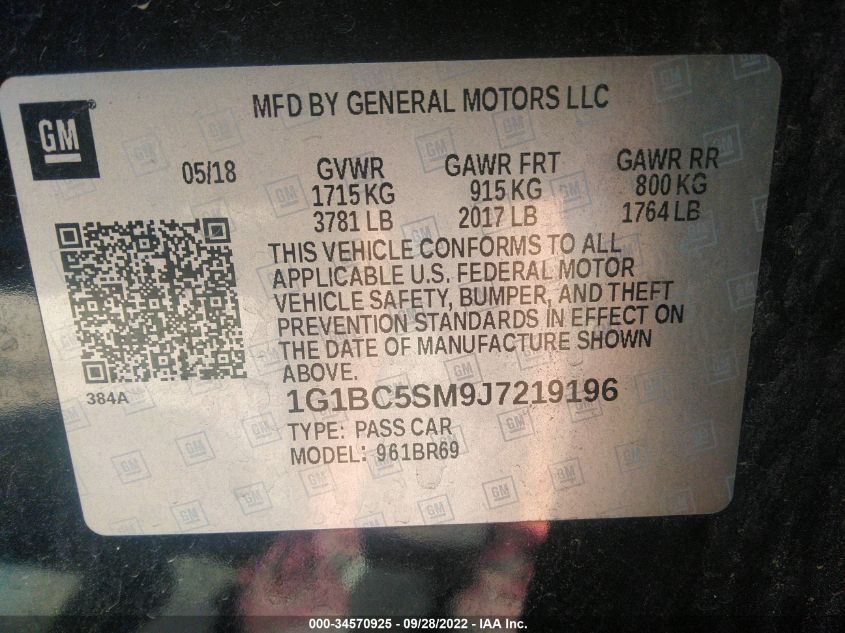 MFD BY GENERAL MOTORS LLC
GM
05/18
GVWR GAWR FRT GAWR RR
1715 KG 915 KG 800 KG
3781 LB 2017 LB 1764 LB
THIS VEHICLE CONFORMS TO ALL
APPLICABLE U.S. FEDERAL MOTOR
VEHICLE SAFETY, BUMPER, AND THEFT
PREVENTION STANDARDS IN EFFECT ON
THE DATE OF MANUFACTURE SHOWN
ABOVE.
384A
1G1BC5SM9J7219196
TYPE: PASS CAR
MODEL: 961BR69
000-34570925 - 09/28/2022 - IAA Inc.